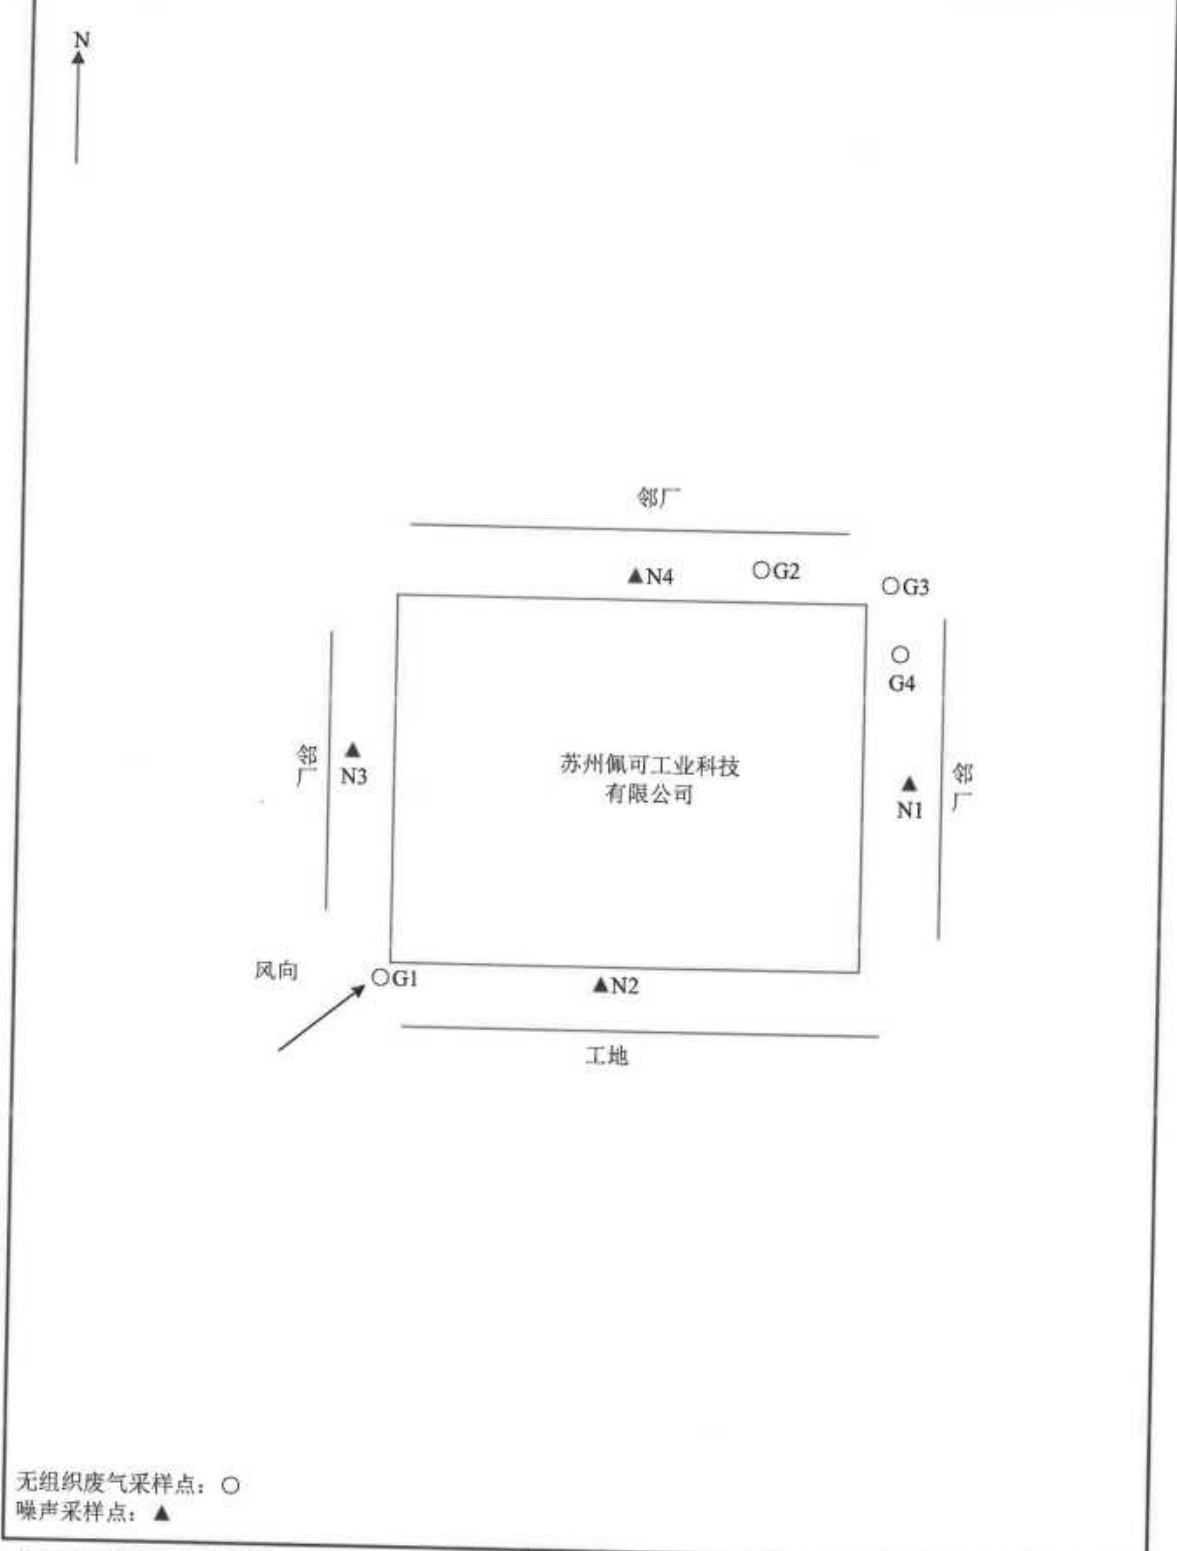 N
邻厂
▲N4
○G2
○G3
○
G4
邻厂
▲
N3
苏州佩可工业科技
有限公司
▲
N1
邻厂
风向
○G1
▲N2
工地
无组织废气采样点：○
噪声采样点：▲